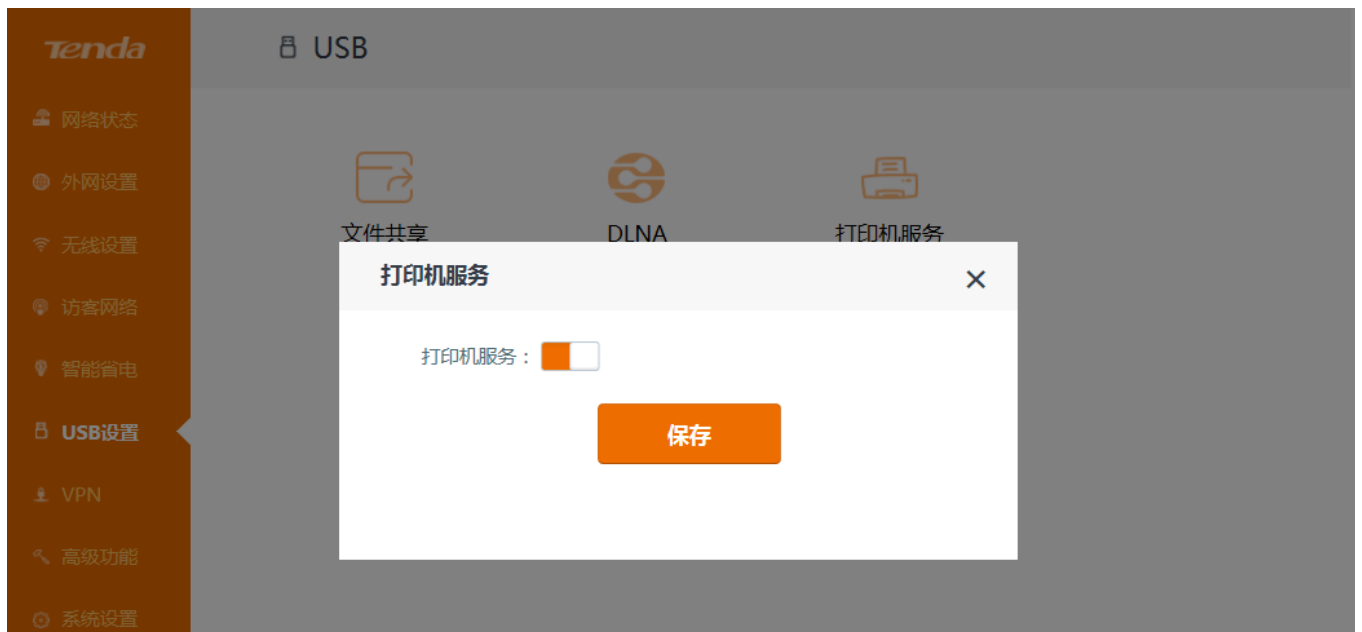 Tenda
USB
网络状态
外网设置
无线设置
访客网络
智能省电
USB设置
VPN
高级功能
系统设置
文件共享
DLNA
打印机服务
打印机服务
打印机服务：
保存